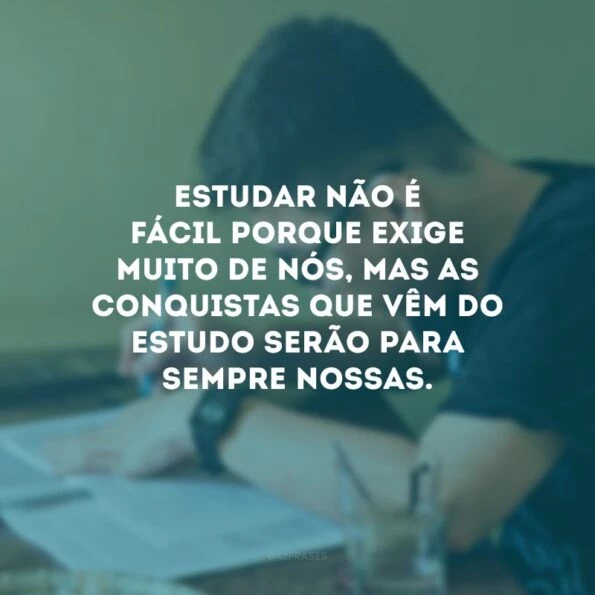 ESTUDAR NÃO É
FÁCIL PORQUE EXIGE
MUITO DE NÓS, MAS AS
CONQUISTAS QUE VÊM DO
ESTUDO SERÃO PARA
SEMPRE NOSSAS.